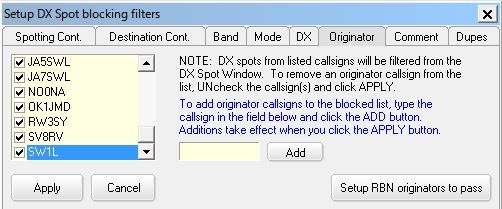 Setup DX Spot blocking filters
Spotting Cont. Destination Cont. Band Mode DX Originator Comment Dupes
JA5SWL
JA7SWL
NO0NA
OK1JMD
RW3SY
SV8RV
SW1L
NOTE: DX spots from listed callsigns will be filtered from the
DX Spot Window. To remove an originator callsign from the
list, UNcheck the callsign(s) and click APPLY.
To add originator callsigns to the blocked list, type the
callsign in the field below and click the ADD button.
Additions take effect when you click the APPLY button.
Add
Apply Cancel Setup RBN originators to pass